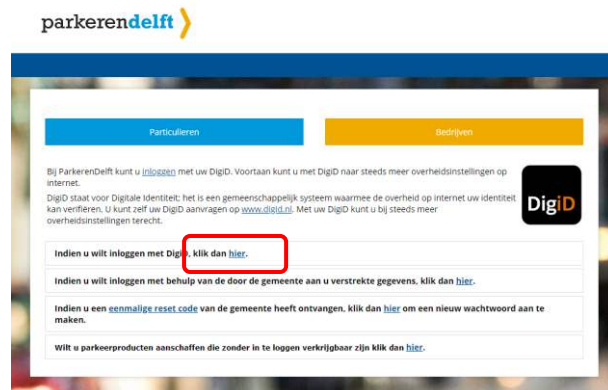 parkerendelft
Particulieren
Bedrijven
Bij ParkerenDelft kunt u inloggen met uw DigiD. Voortaan kunt u met DigiD naar steeds meer overheidsinstellingen op
internet.
DigiD staat voor Digitale Identiteit; het is een gemeenschappelijk systeem waarmee de overheid op internet uw identiteit
kan verifiëren. U kunt zelf uw DigiD aanvragen op www.digid.nl. Met uw DigiD kunt u bij steeds meer
overheidsinstellingen terecht.
DigiD
Indien u wilt inloggen met DigiD, klik dan hier.
Indien u wilt inloggen met behulp van de door de gemeente aan u verstrekte gegevens, klik dan hier.
Indien u een eenmalige reset code van de gemeente heeft ontvangen, klik dan hier om een nieuw wachtwoord aan te
maken.
Wilt u parkeerproducten aanschaffen die zonder in te loggen verkrijgbaar zijn klik dan hier.